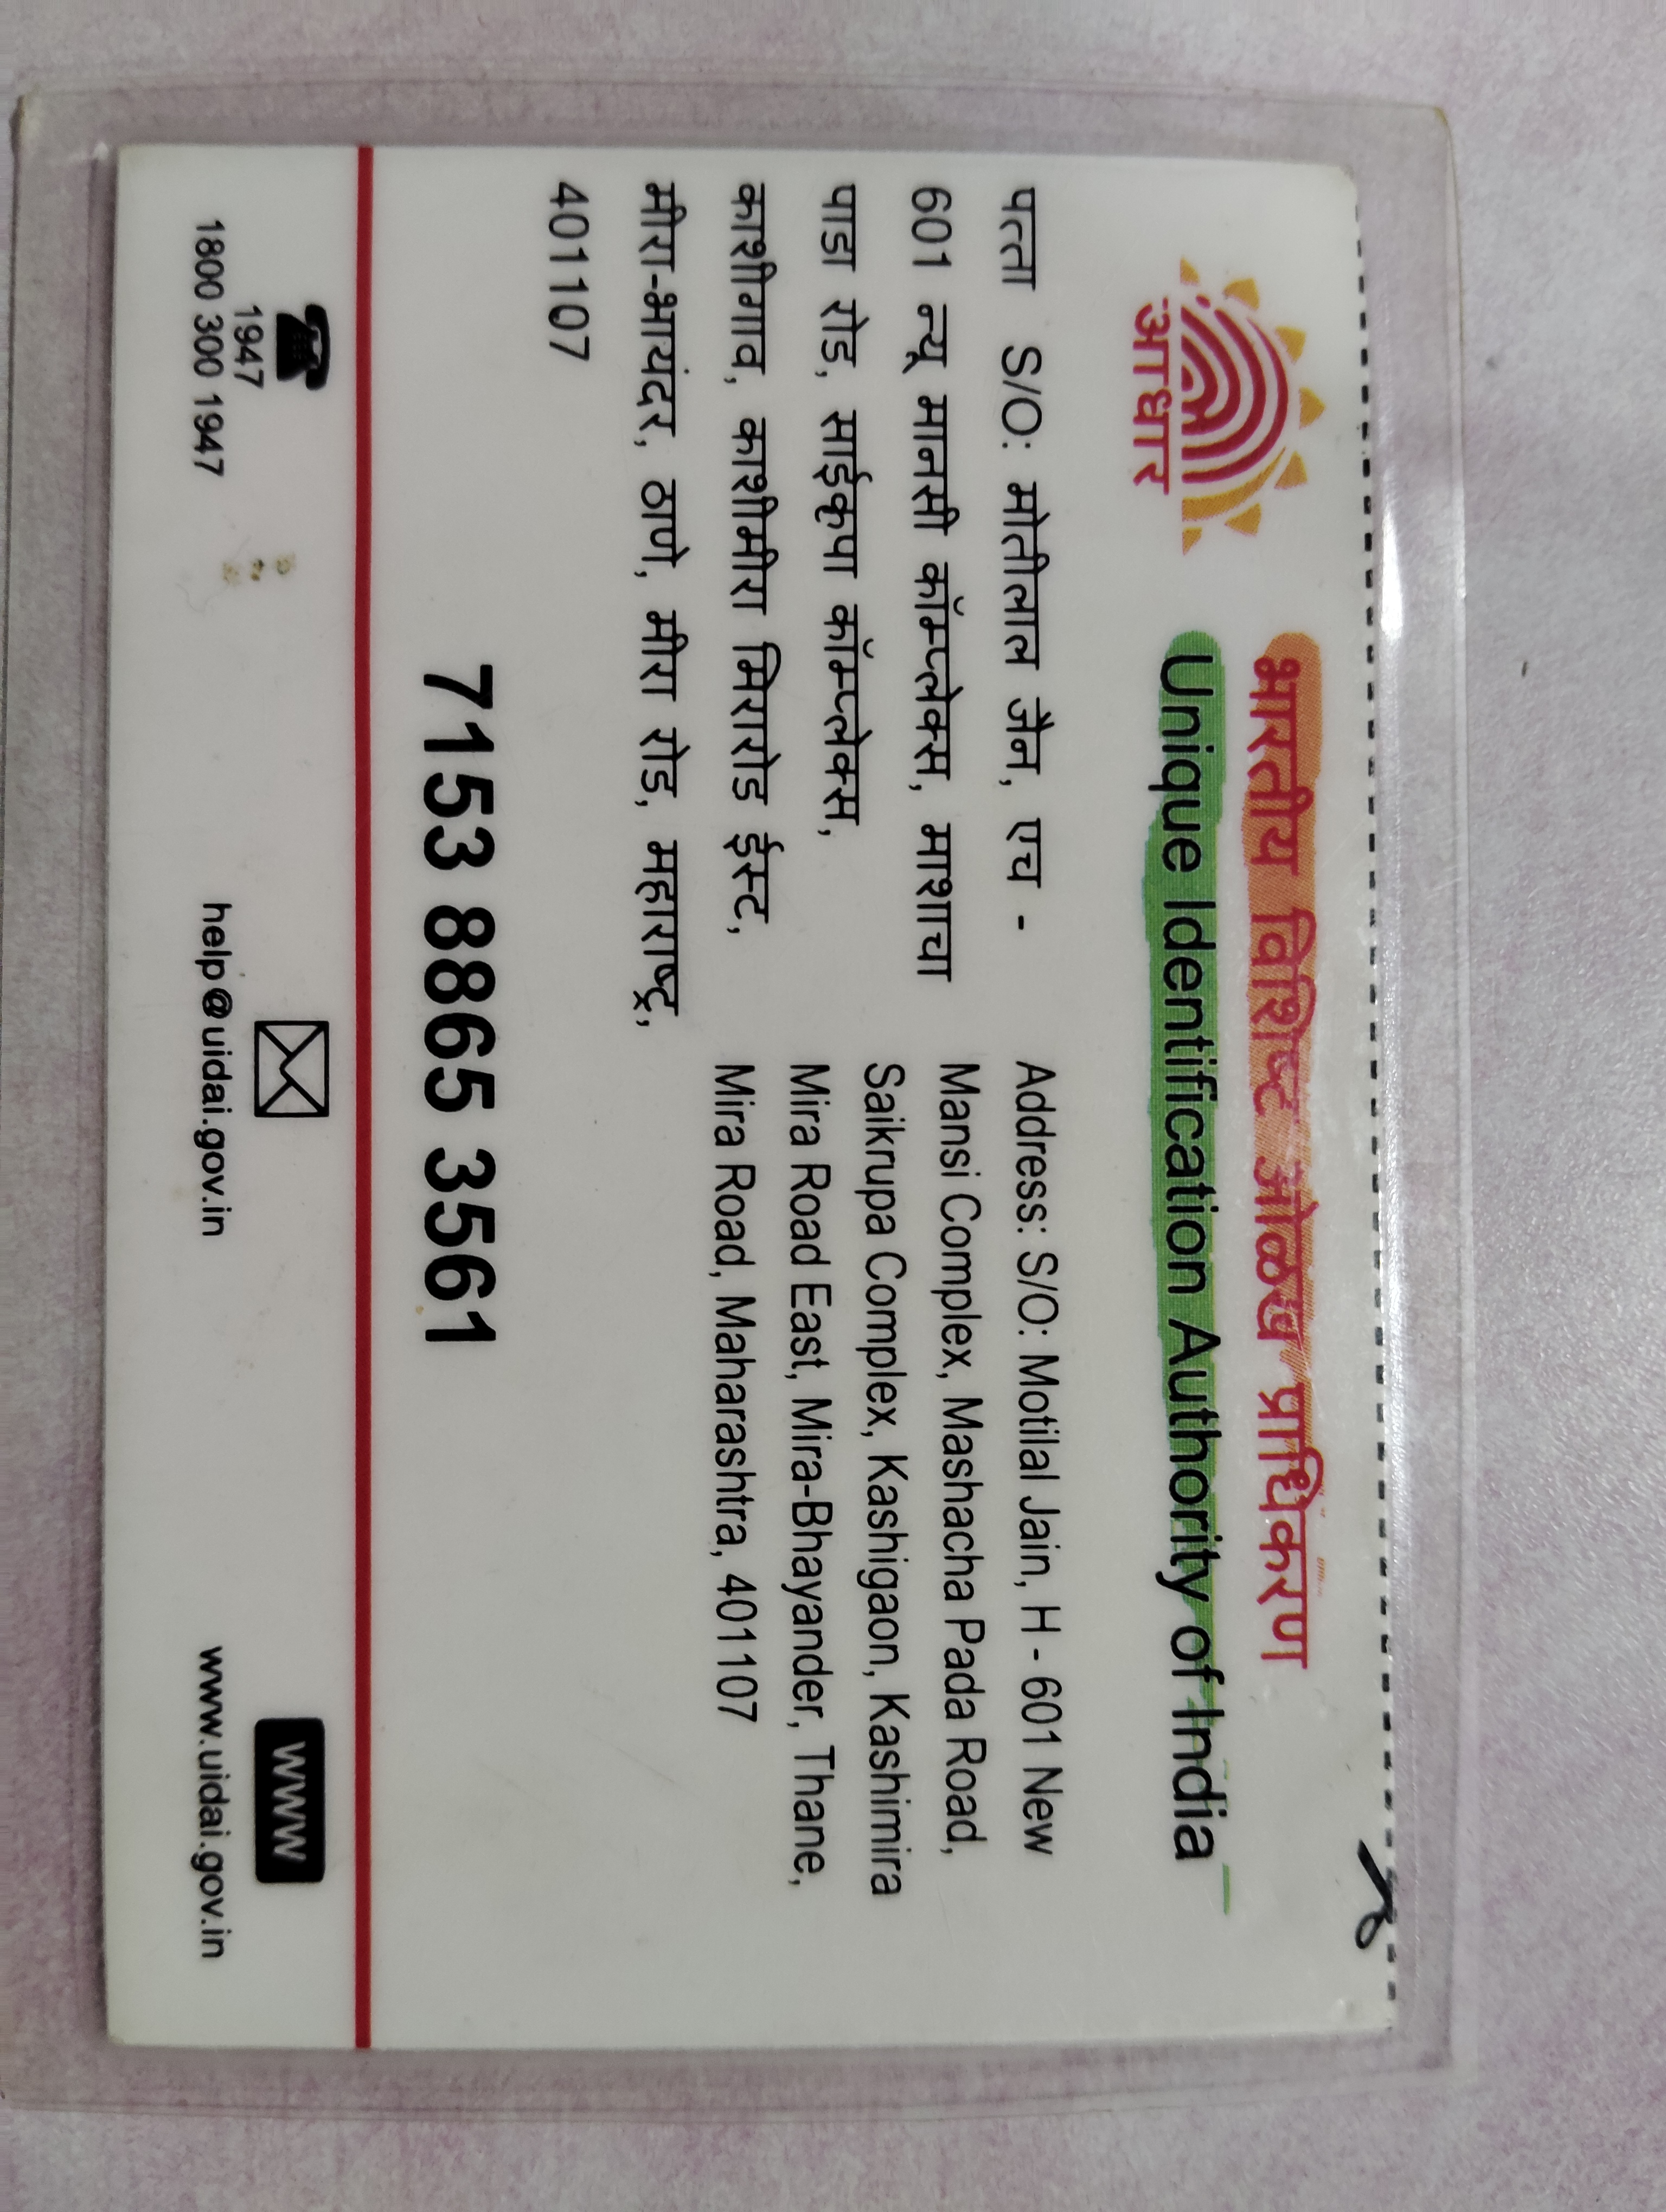 आधार
भारतीय विशिष्ट ओळख प्राधिकरण
Unique Identification Authority of India
पत्ता S/O: मोतीलाल जैन, एच -
601 न्यू मानसी कॉम्प्लेक्स, माशाचा
पाडा रोड, साईकृपा कॉम्प्लेक्स,
काशीगाव, काशीमीरा मिरारोड ईस्ट,
मीरा-भायंदर, ठाणे, मीरा रोड, महाराष्ट्र,
401107
Address: S/O: Motilal Jain, H - 601 New
Mansi Complex, Mashacha Pada Road,
Saikrupa Complex, Kashigaon, Kashimira
Mira Road East, Mira-Bhayander, Thane,
Mira Road, Maharashtra, 401107
7153 8865 3561
1947
1800 300 1947
help@uidai.gov.in
www
www.uidai.gov.in